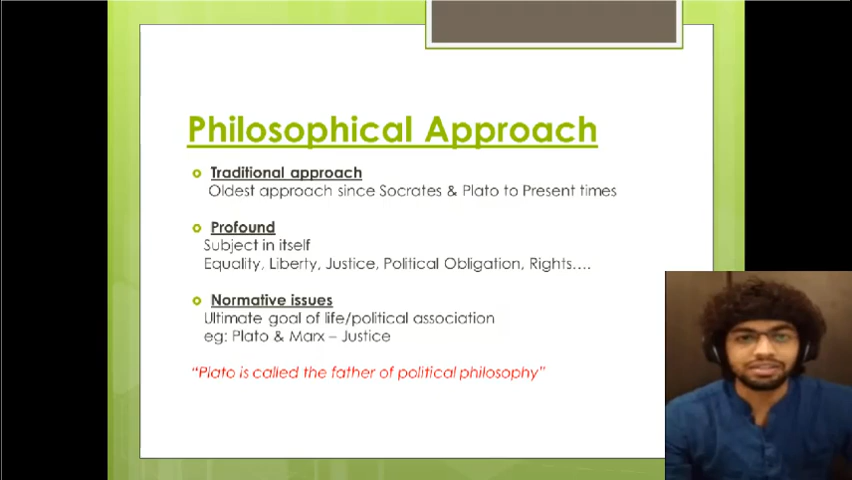 Philosophical Approach
Traditional approach
Oldest approach since Socrates & Plato to Present times
Profound
Subject in itself
Equality, Liberty, Justice, Political Obligation, Rights....
Normative issues
Ultimate goal of life/political association
eg: Plato & Marx – Justice
“Plato is called the father of political philosophy”